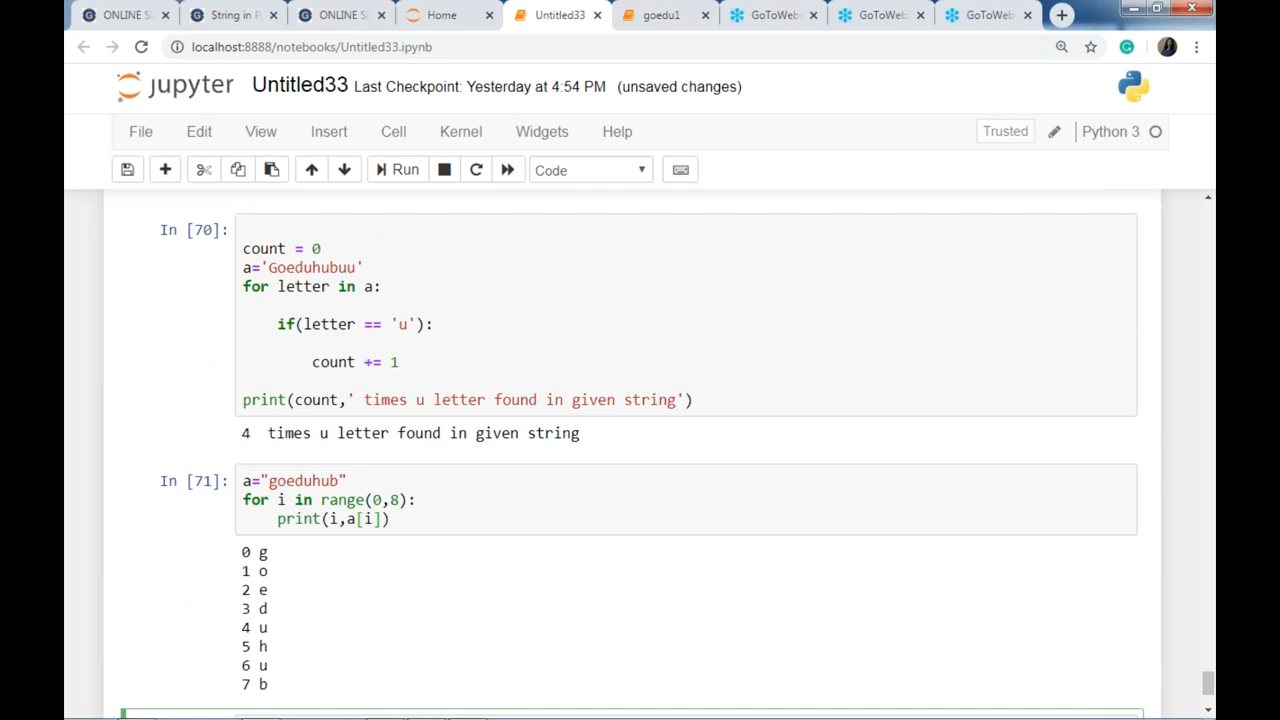 ONLINE SU
String in P
ONLINE SU
Home
Untitled33
goedu1
GoToWeb
GoToWeb
GoToWeb
localhost:8888/notebooks/Untitled33.ipynb
jupyter Untitled33 Last Checkpoint: Yesterday at 4:54 PM (unsaved changes)
File Edit View Insert Cell Kernel Widgets Help Trusted Python 3
Run Code
In [70]:
count = 0
a='Goeduhubuu'
for letter in a:
if(letter == 'u'):
count += 1
print(count,' times u letter found in given string')
4  times u letter found in given string
In [71]:
a="goeduhub"
for i in range(0,8):
print(i,a[i])
0 g
1 o
2 e
3 d
4 u
5 h
6 u
7 b